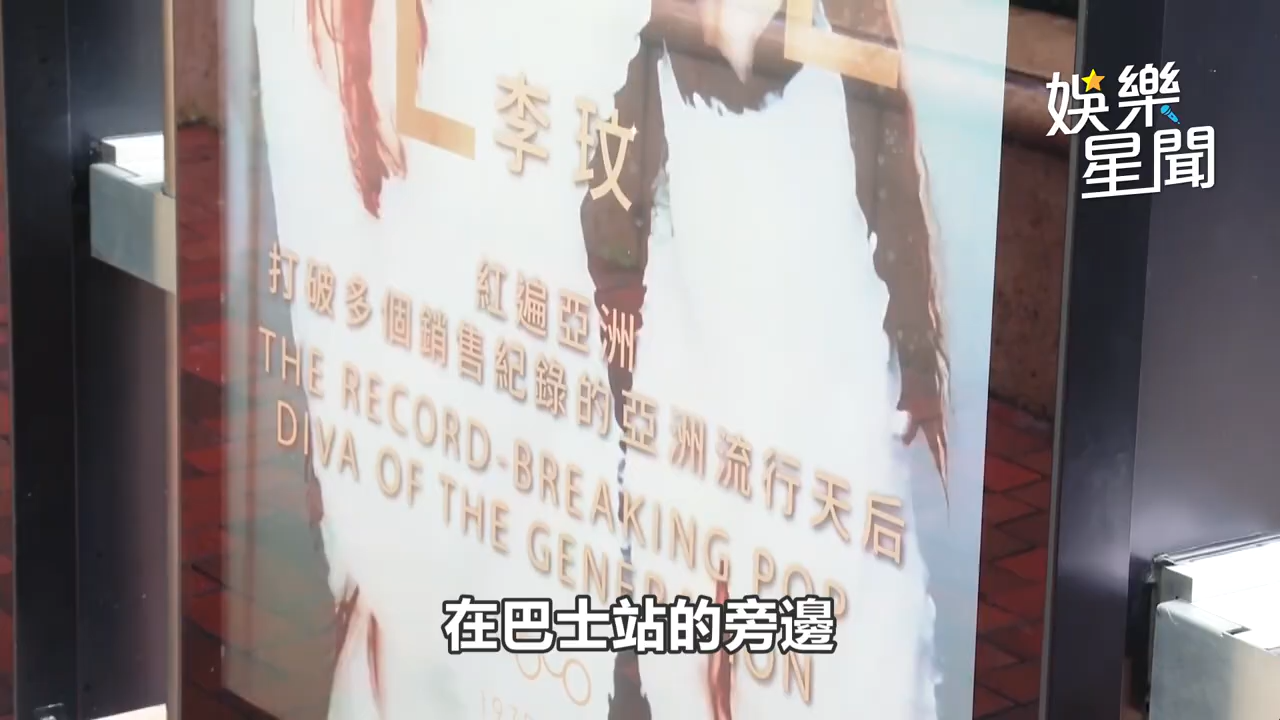 娛樂
星聞
李玟
紅遍亞洲
打破多個銷售紀錄的亞洲流行天后
THE RECORD-BREAKING POP
DIVA OF THE GENERATION
在巴士站的旁邊